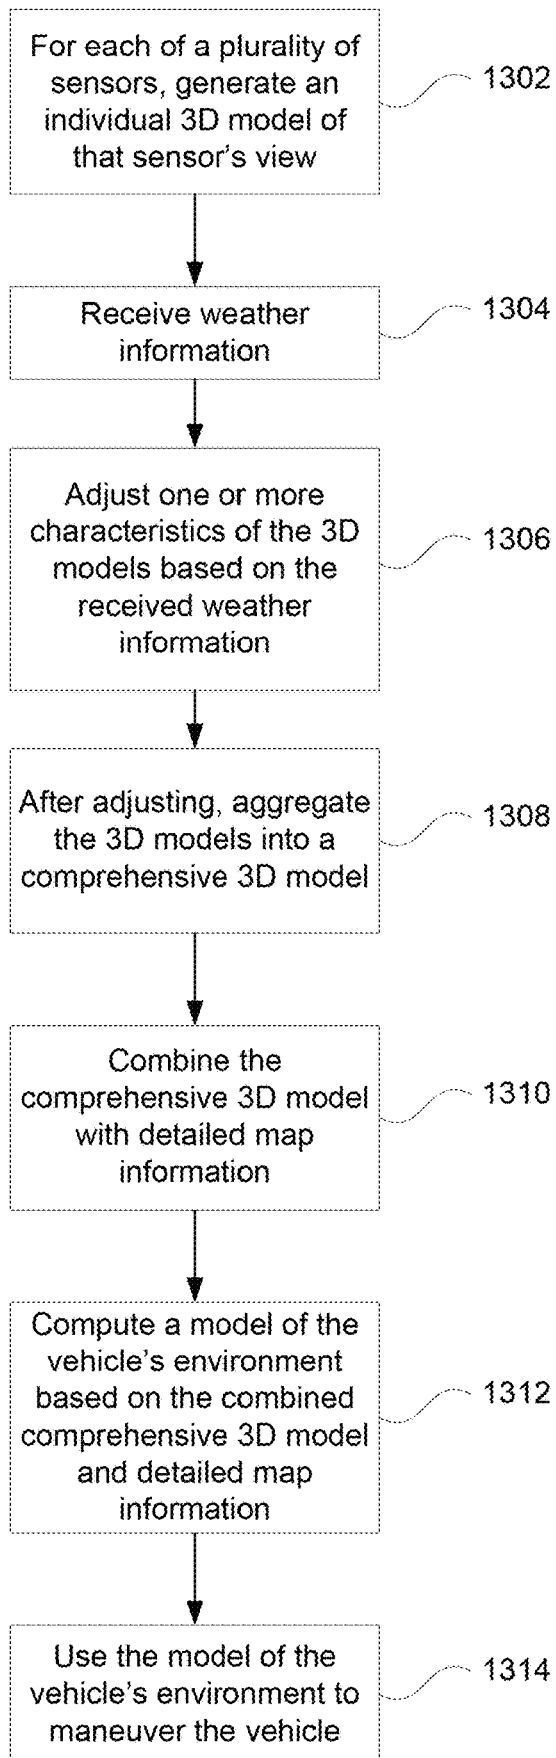 For each of a plurality of
sensors, generate an
individual 3D model of
that sensor's view
1302
Receive weather
information
1304
Adjust one or more
characteristics of the 3D
models based on the
received weather
information
1306
After adjusting, aggregate
the 3D models into a
comprehensive 3D model
1308
Combine the
comprehensive 3D model
with detailed map
information
1310
Compute a model of the
vehicle's environment
based on the combined
comprehensive 3D model
and detailed map
information
1312
Use the model of the
vehicle's environment to
maneuver the vehicle
1314